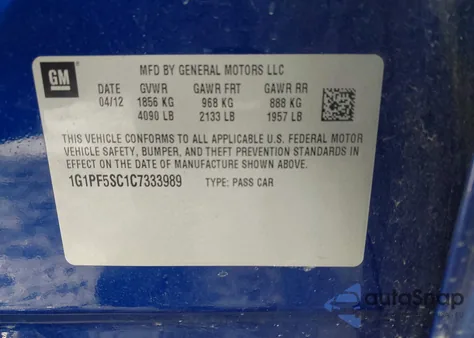 GM
MFD BY GENERAL MOTORS LLC
DATE GVWR GAWR FRT GAWR RR
04/12 1856 KG 968 KG 888 KG
4090 LB 2133 LB 1957 LB
THIS VEHICLE CONFORMS TO ALL APPLICABLE U.S. FEDERAL MOTOR
VEHICLE SAFETY, BUMPER, AND THEFT PREVENTION STANDARDS IN
EFFECT ON THE DATE OF MANUFACTURE SHOWN ABOVE.
1G1PF5SC1C7333989 TYPE: PASS CAR
autoSnap